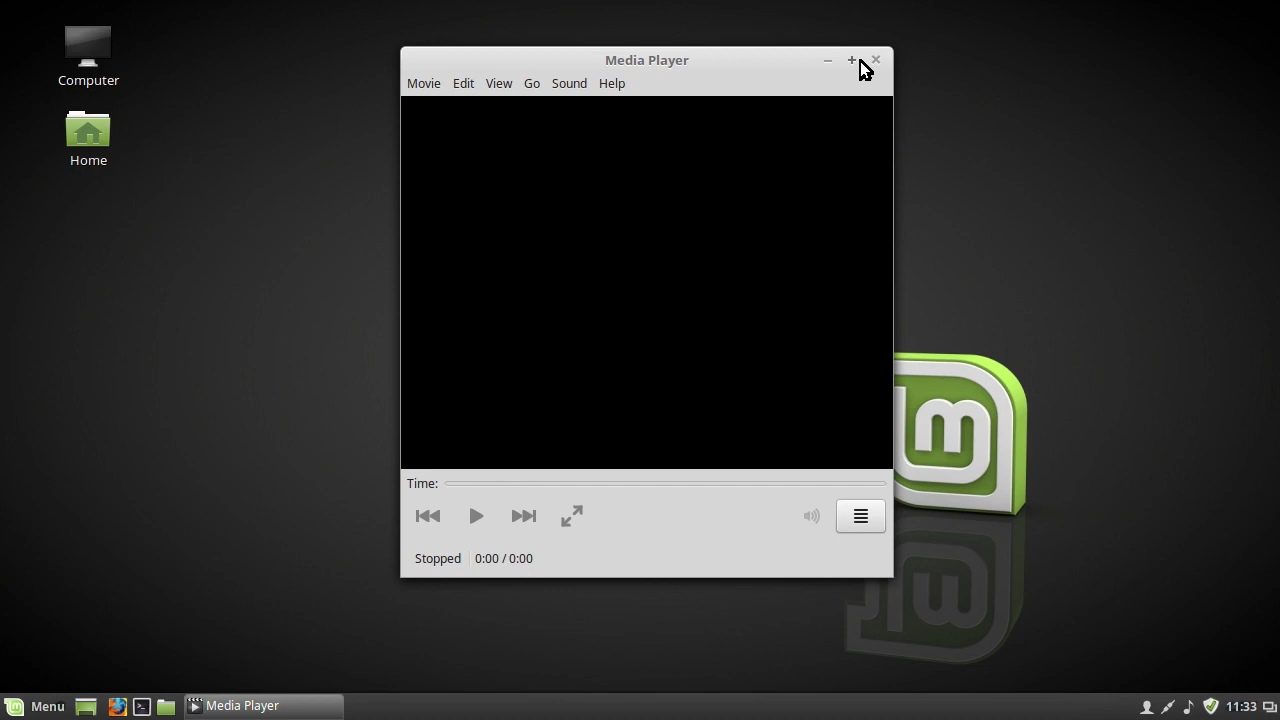 Computer
Home
Media Player
Movie Edit View Go Sound Help
Time:
Stopped 0:00 / 0:00
Menu Media Player 11:33